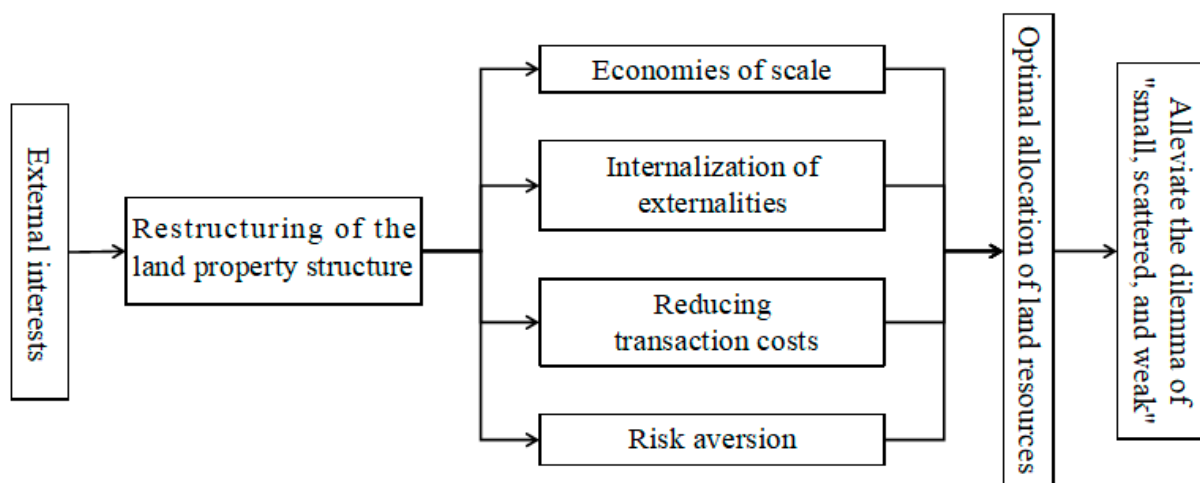 External interests
Restructuring of the
land property structure
Economies of scale
Internalization of
externalities
Reducing
transaction costs
Risk aversion
Optimal allocation of land resources
Alleviate the dilemma of
"small, scattered, and weak"